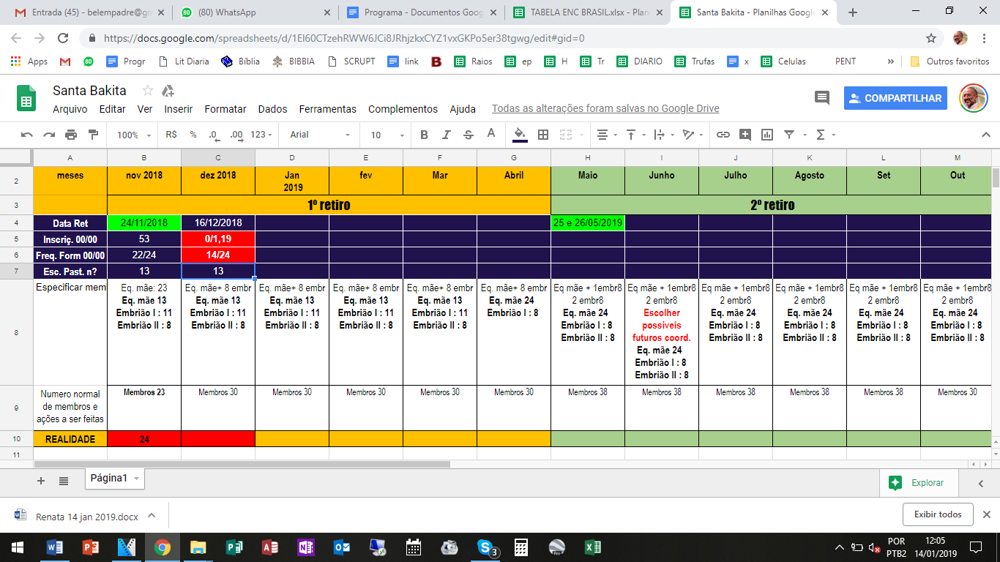 Entrada (45) - belempadre@gr
(80) WhatsApp
Programa - Documentos Goog
TABELA ENC BRASIL.xlsx - Plan
Santa Bakita - Planilhas Google
https://docs.google.com/spreadsheets/d/1EI60CTzehRWW6JCi8JRhjzkxCYZ1vxGKPo5er38tgwg/edit#gid=0
Apps
Progr
Lit Diaria
Bíblia
BIBBIA
SCRUPT
link
B
Raios
ep
H
Tr
DIARIO
Trufas
x
Celulas
PENT
»
Outros favoritos
Santa Bakita
COMPARTILHAR
Arquivo Editar Ver Inserir Formatar Dados Ferramentas Complementos Ajuda Todas as alterações foram salvas no Google Drive
100% R$ % .0 .00 123 Arial 10 B I S A Σ
A B C D E F G H I J K L M
2 meses nov 2018 dez 2018 Jan 2019 fev Mar Abril Maio Junho Julho Agosto Set Out
3 1º retiro 2º retiro
4 Data Ret 24/11/2018 16/12/2018 25 e 26/05/2019
5 Inscriç. 00/00 53 0/1,19
6 Freq. Form 00/00 22/24 14/24
7 Esc. Past. n? 13 13
8 Especificar mem
Eq. mãe: 23
Eq. mãe 13
Embrião I : 11
Embrião II : 8
Eq. mãe+ 8 embr
Eq. mãe 13
Embrião I : 11
Embrião II : 8
Eq. mãe+ 8 embr
Eq. mãe 13
Embrião I : 11
Embrião II : 8
Eq. mãe+ 8 embr
Eq. mãe 13
Embrião I : 11
Embrião II : 8
Eq. mãe+ 8 embr
Eq. mãe 13
Embrião I : 11
Embrião II : 8
Eq. mãe+ 8 embr
Eq. mãe 24
Embrião I : 8
Eq mãe + 1embr8
2 embr8
Eq. mãe 24
Embrião I : 8
Embrião II : 8
Eq mãe + 1embr8
2 embr8
Escolher
possiveis
futuros coord.
Eq. mãe 24
Embrião I : 8
Embrião II : 8
Eq mãe + 1embr8
2 embr8
Eq. mãe 24
Embrião I : 8
Embrião II : 8
Eq mãe + 1embr8
2 embr8
Eq. mãe 24
Embrião I : 8
Embrião II : 8
Eq mãe + 1embr8
2 embr8
Eq. mãe 24
Embrião I : 8
Embrião II : 8
Eq mãe + 1embr8
2 embr8
Eq. mãe 24
Embrião I : 8
Embrião II : 8
9
Numero normal
de membros e
ações a ser feitas
Membros 23 Membros 30 Membros 30 Membros 30 Membros 30 Membros 30 Membros 38 Membros 38 Membros 38 Membros 38 Membros 38 Membros 30
10 REALIDADE 24
11
+ Página1 Explorar
Renata 14 jan 2019.docx
Exibir todos
3
POR
PTB2
12:05
14/01/2019